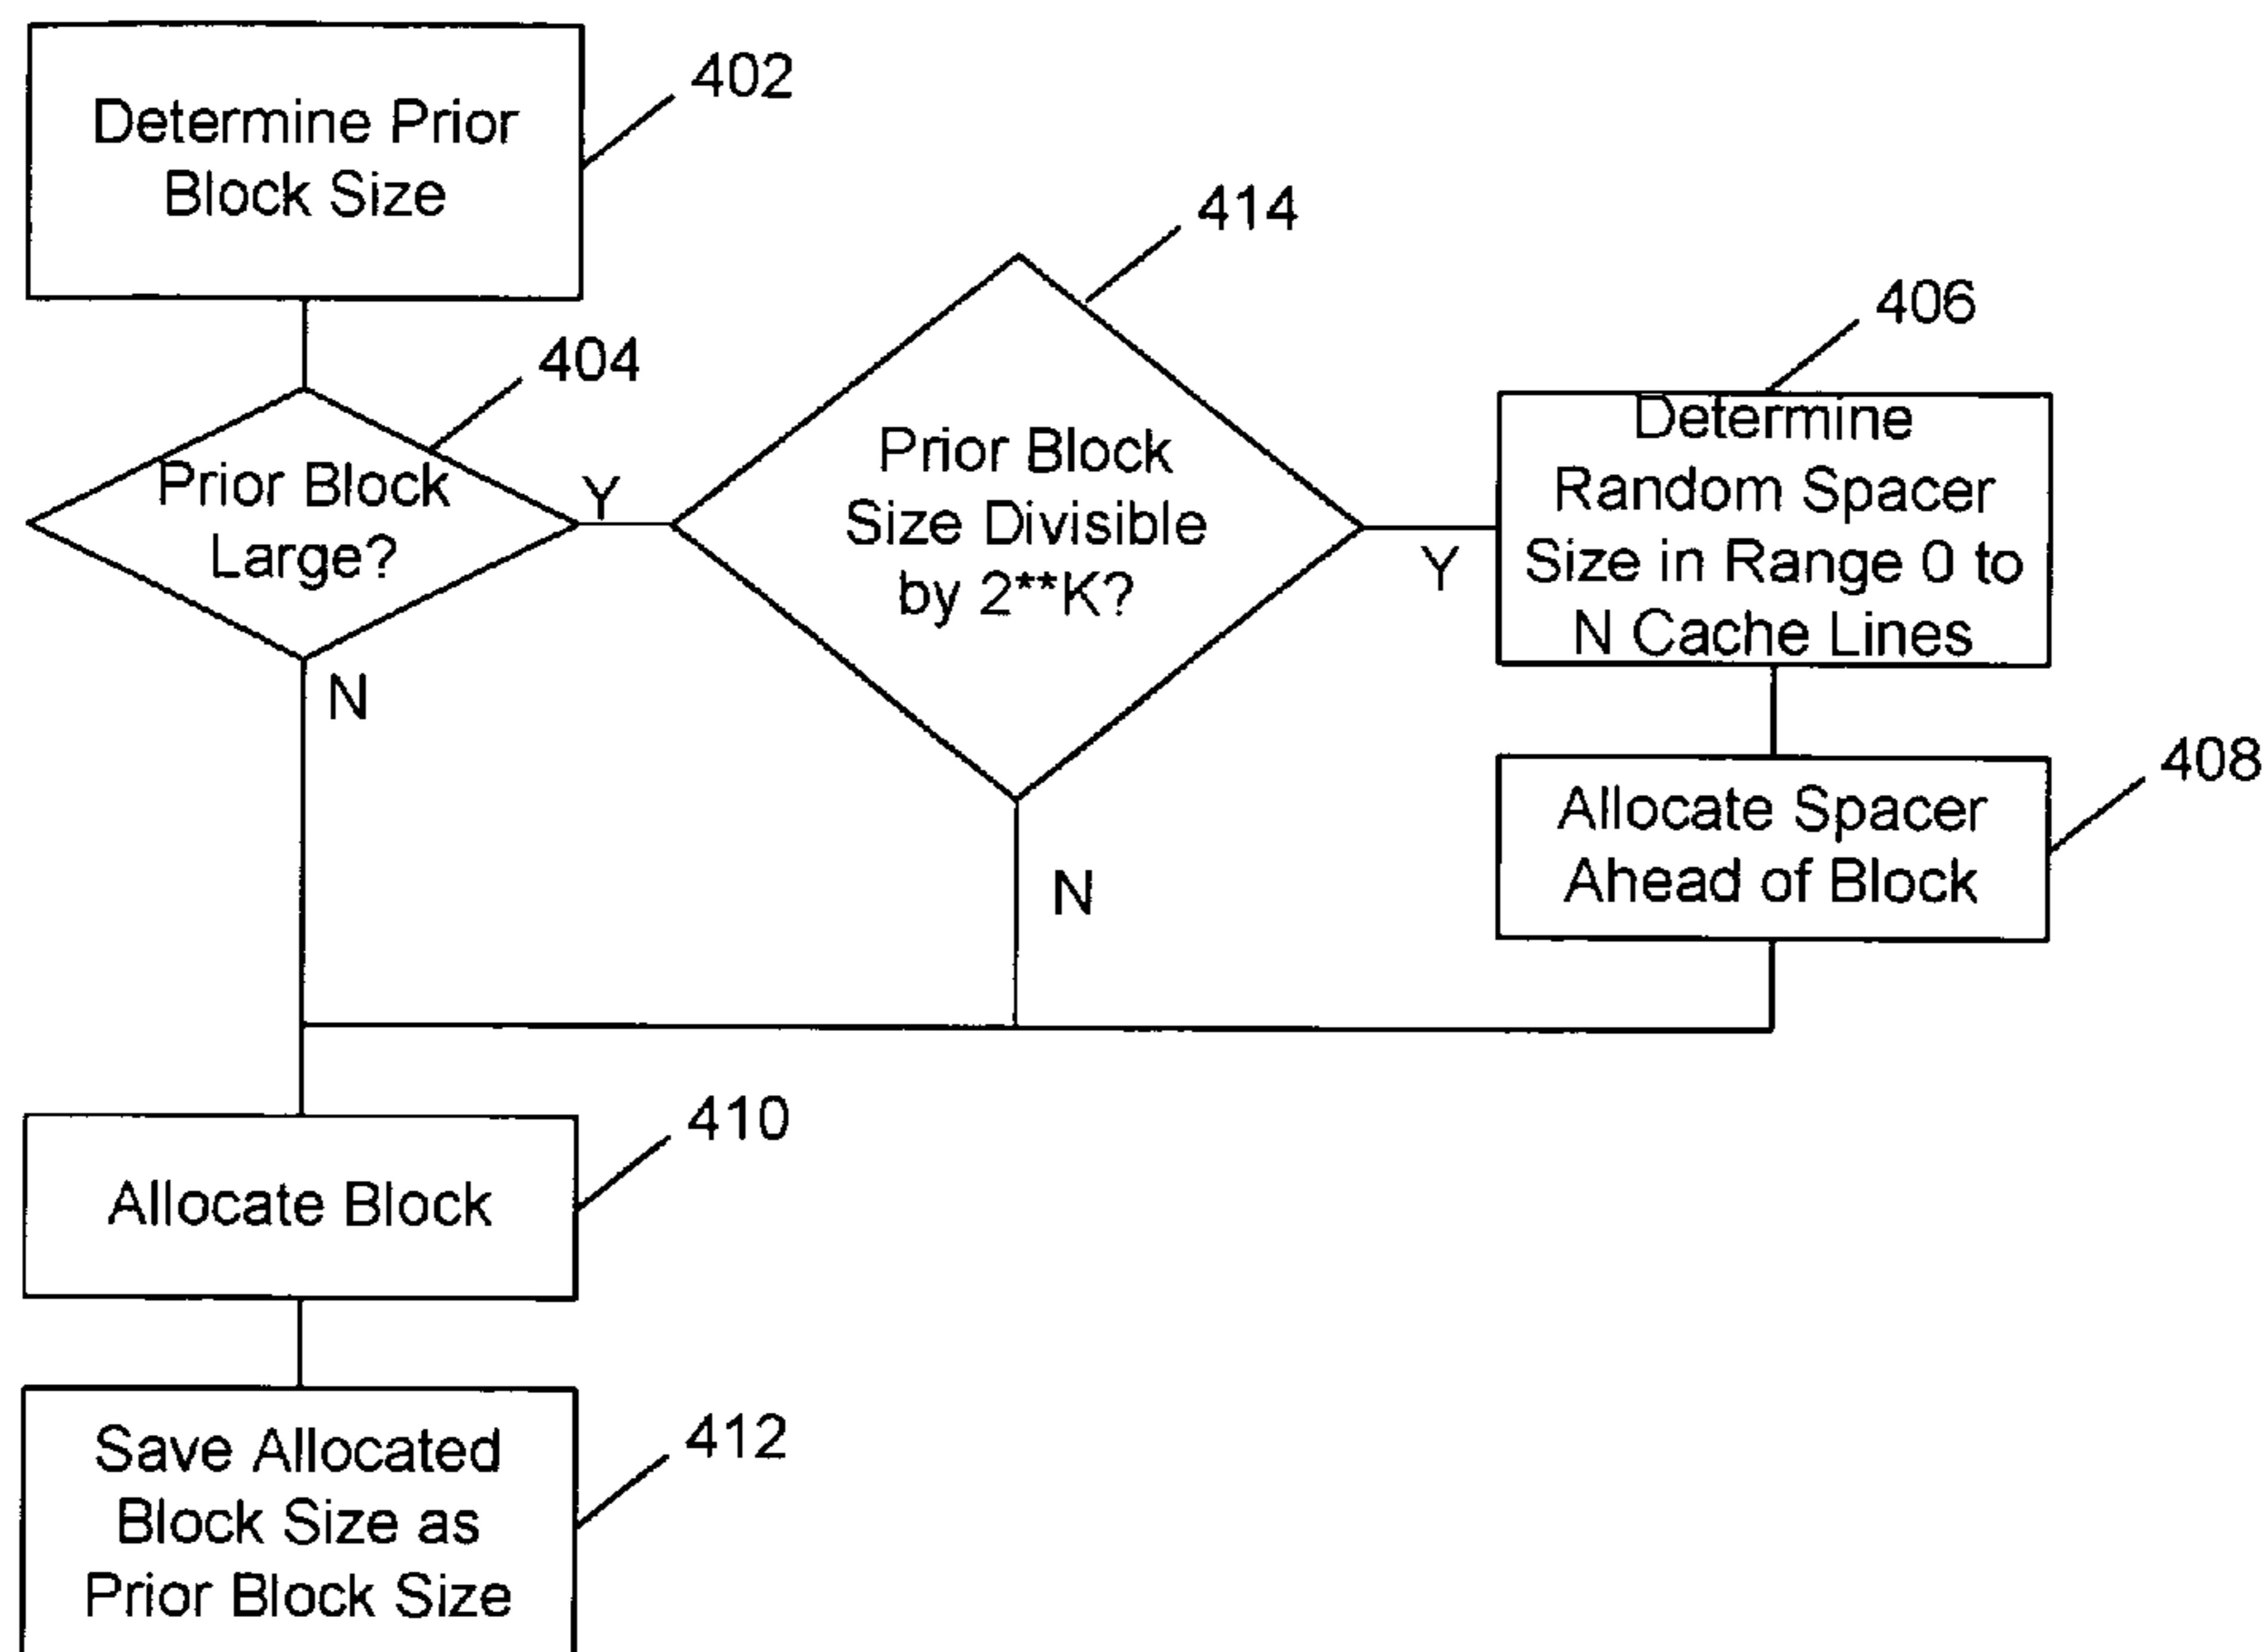 402
Determine Prior
Block Size
404
Prior Block
Large?
Y
N
414
Prior Block
Size Divisible
by 2**K?
Y
N
406
Determine
Random Spacer
Size in Range 0 to
N Cache Lines
408
Allocate Spacer
Ahead of Block
410
Allocate Block
412
Save Allocated
Block Size as
Prior Block Size